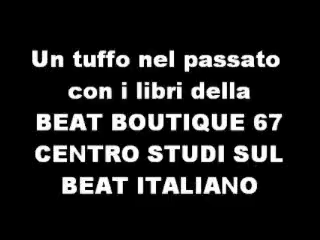 Un tuffo nel passato
con i libri della
BEAT BOUTIQUE 67
CENTRO STUDI SUL
BEAT ITALIANO